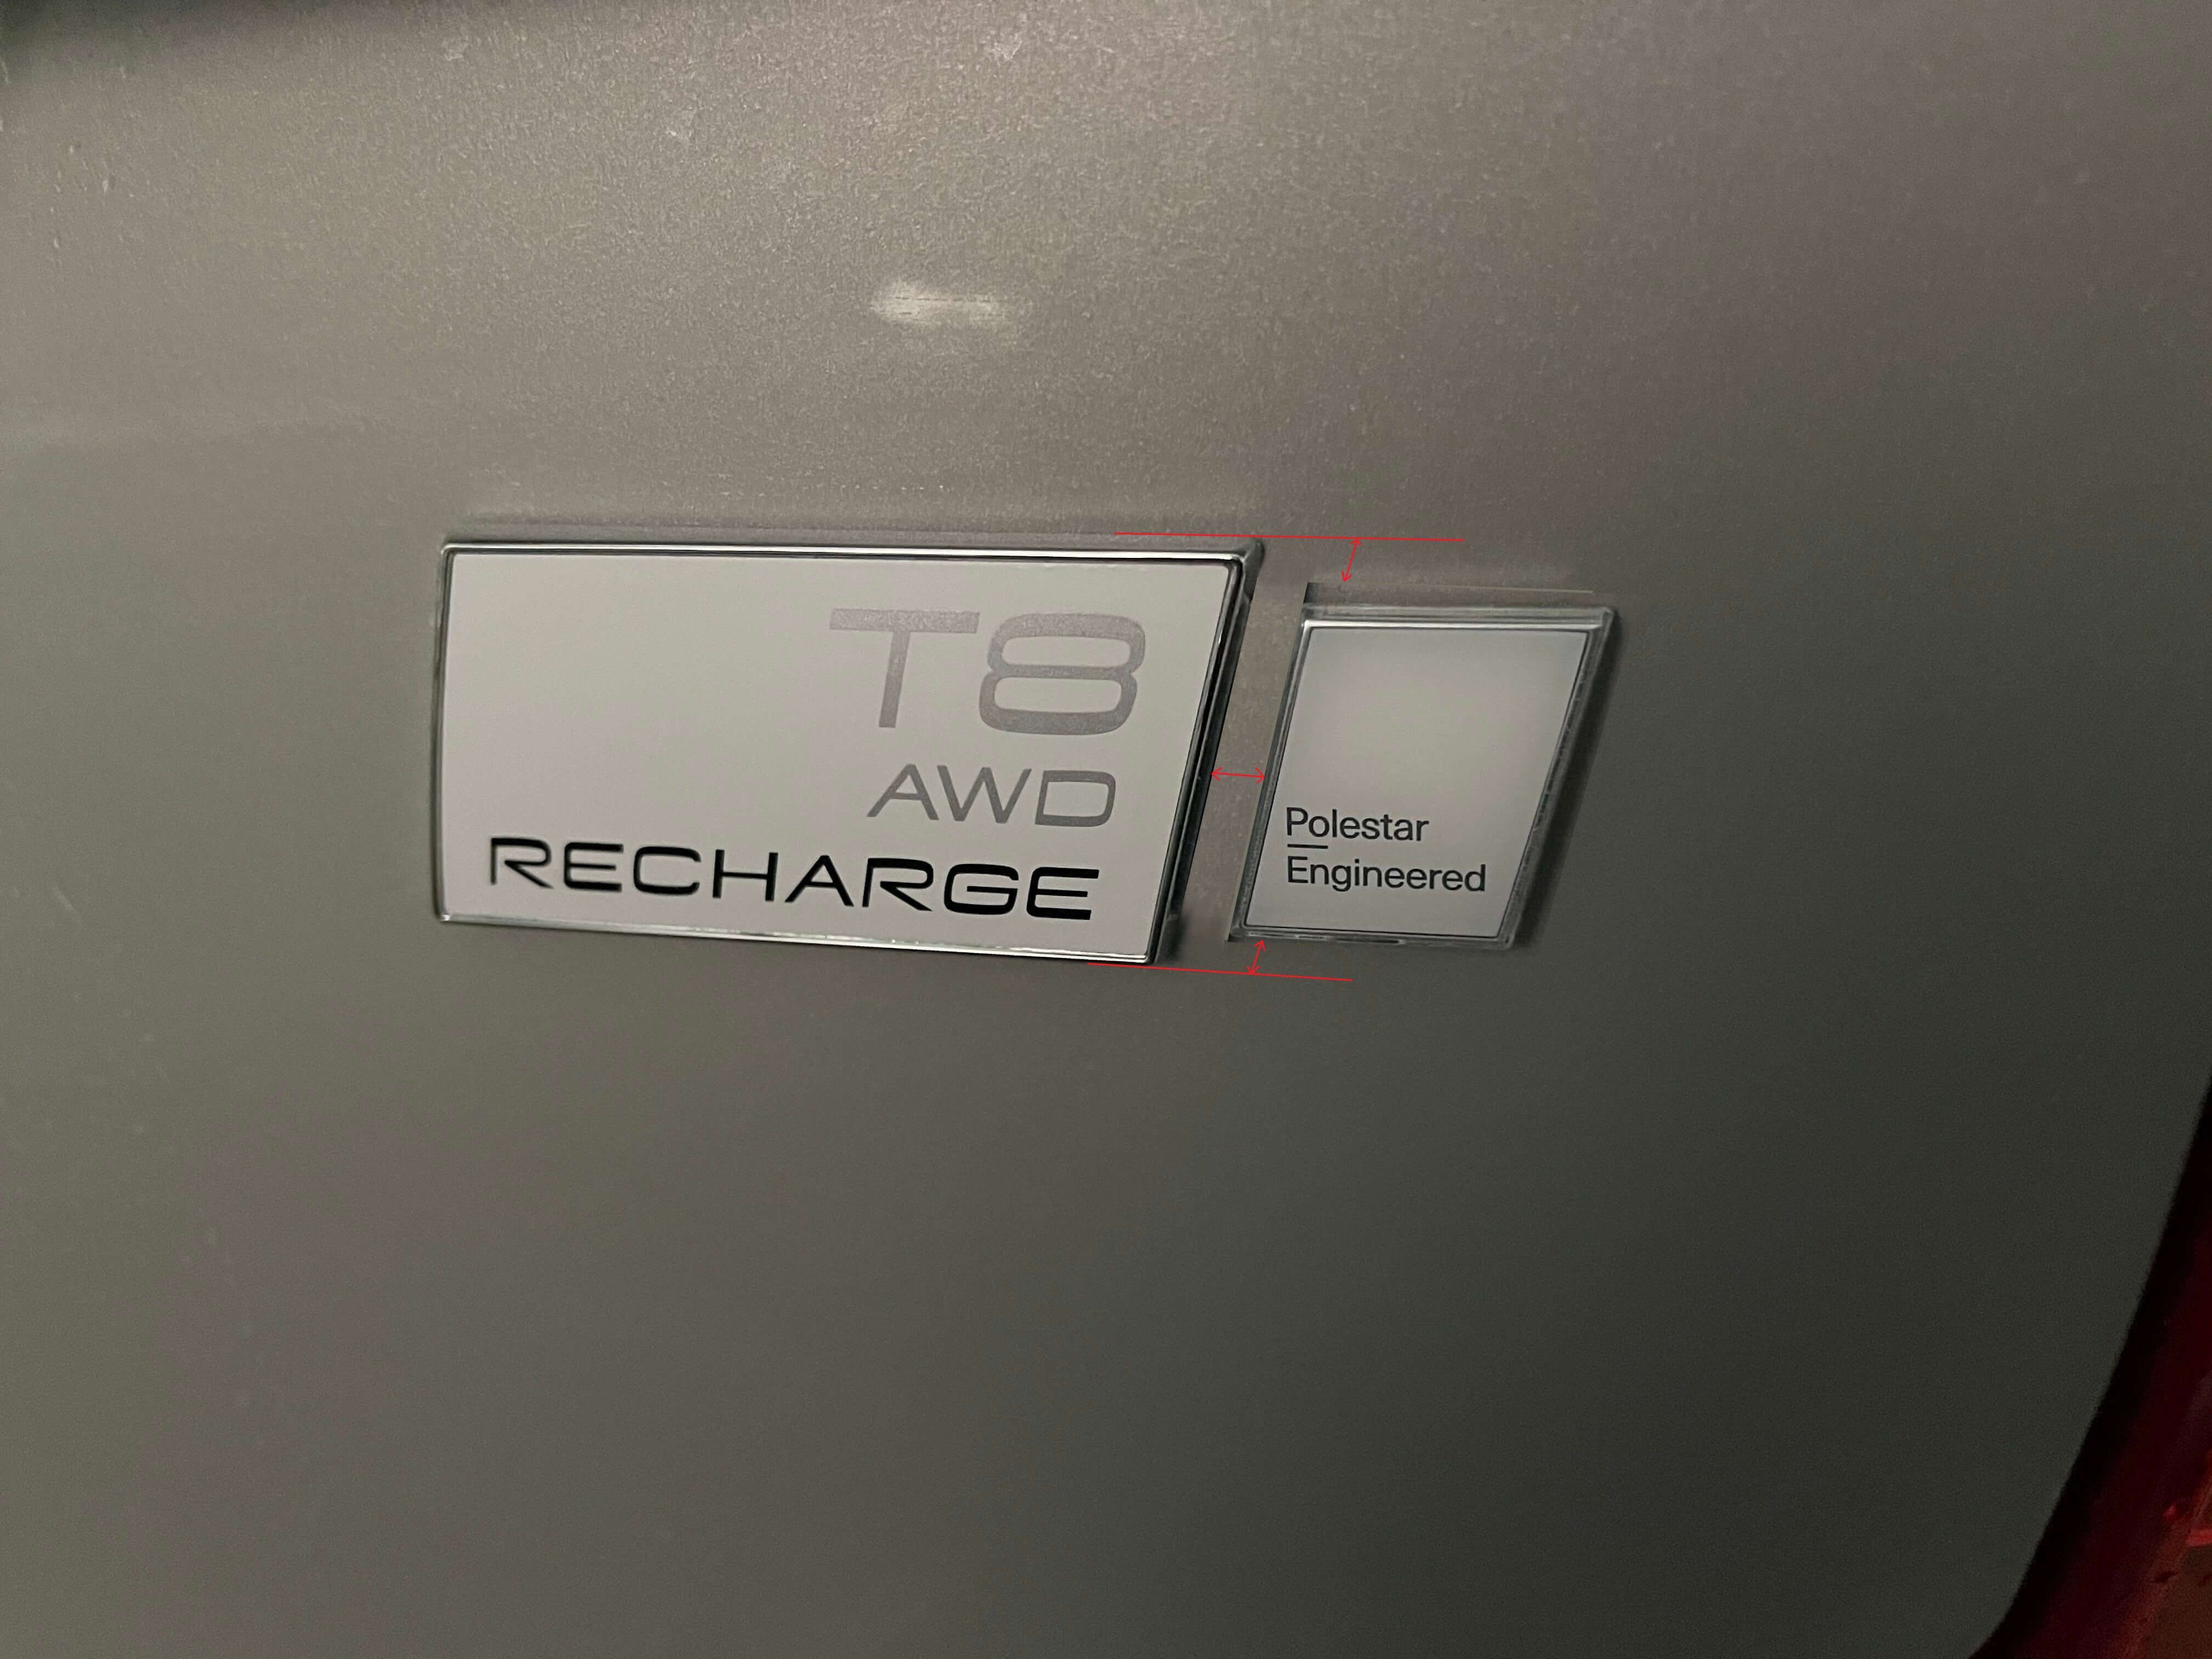 T8
AWD
RECHARGE
Polestar
Engineered